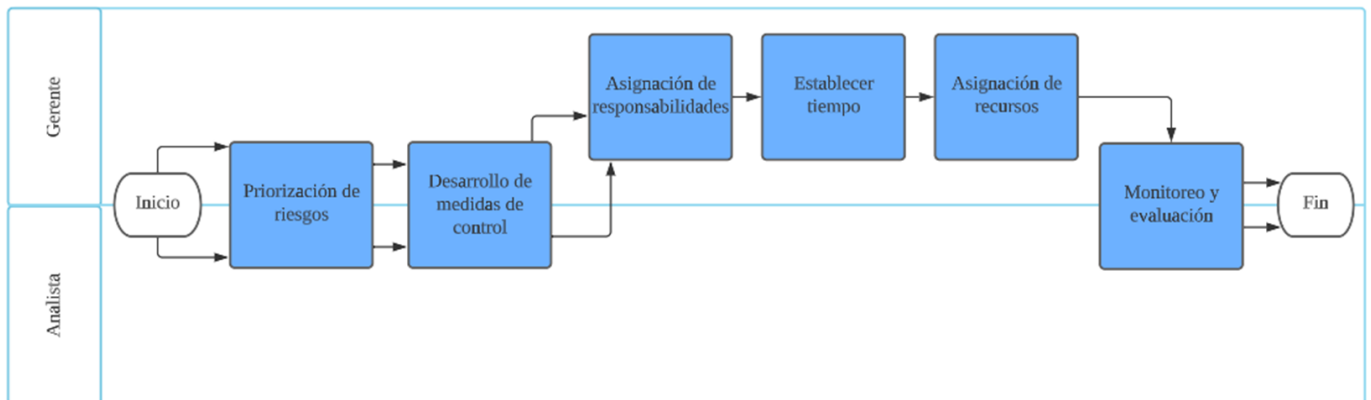 Gerente
Analista
Inicio
Priorización de
riesgos
Desarrollo de
medidas de
control
Asignación de
responsabilidades
Establecer
tiempo
Asignación de
recursos
Monitoreo y
evaluación
Fin